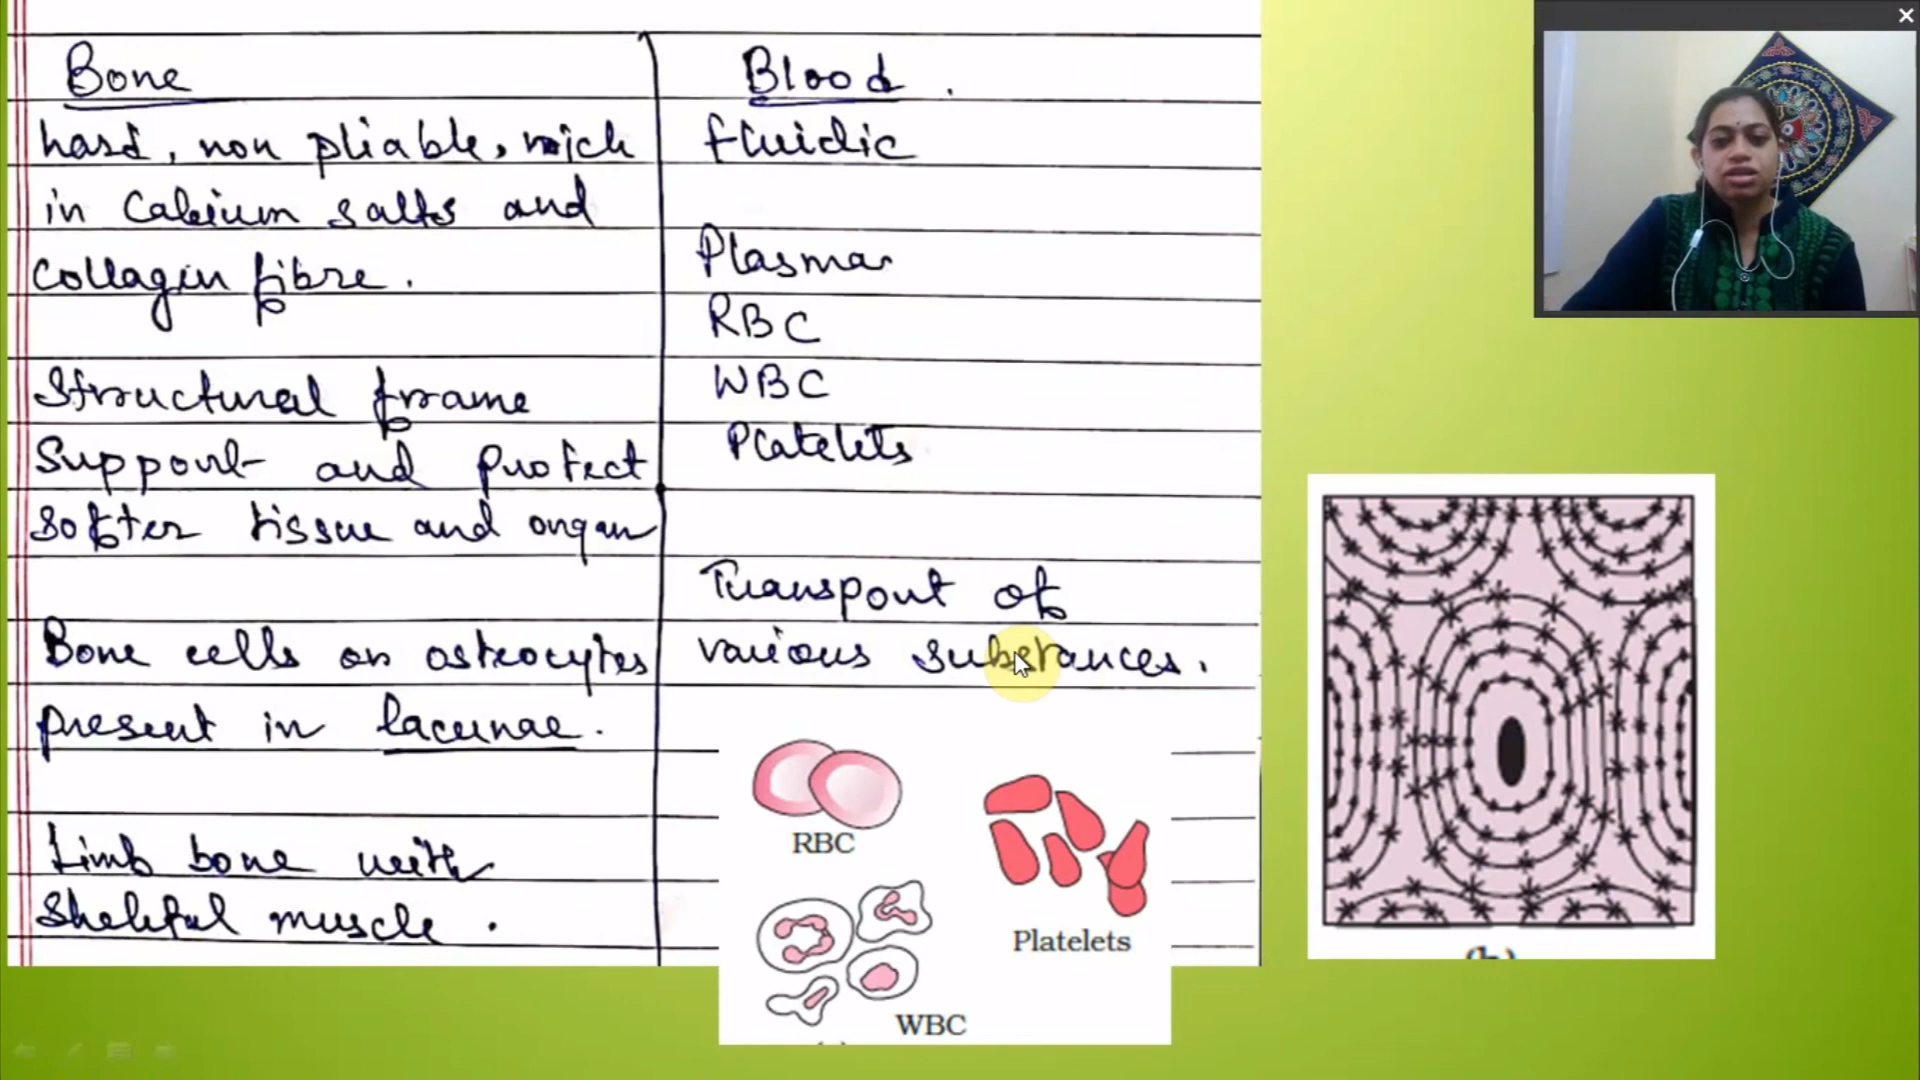 Bone
hard, non pliable, rich
in Calcium salts and
Collagin fibre.
Structural frame
Support and protect
Softer tissue and organ
Bone cells or osteocytes
present in lacunae.
Limb bone with
Sheletal muscle.
Blood.
fluidic
Plasma
RBC
WBC
Platelets
Transport of
various substances.
RBC
Platelets
WBC